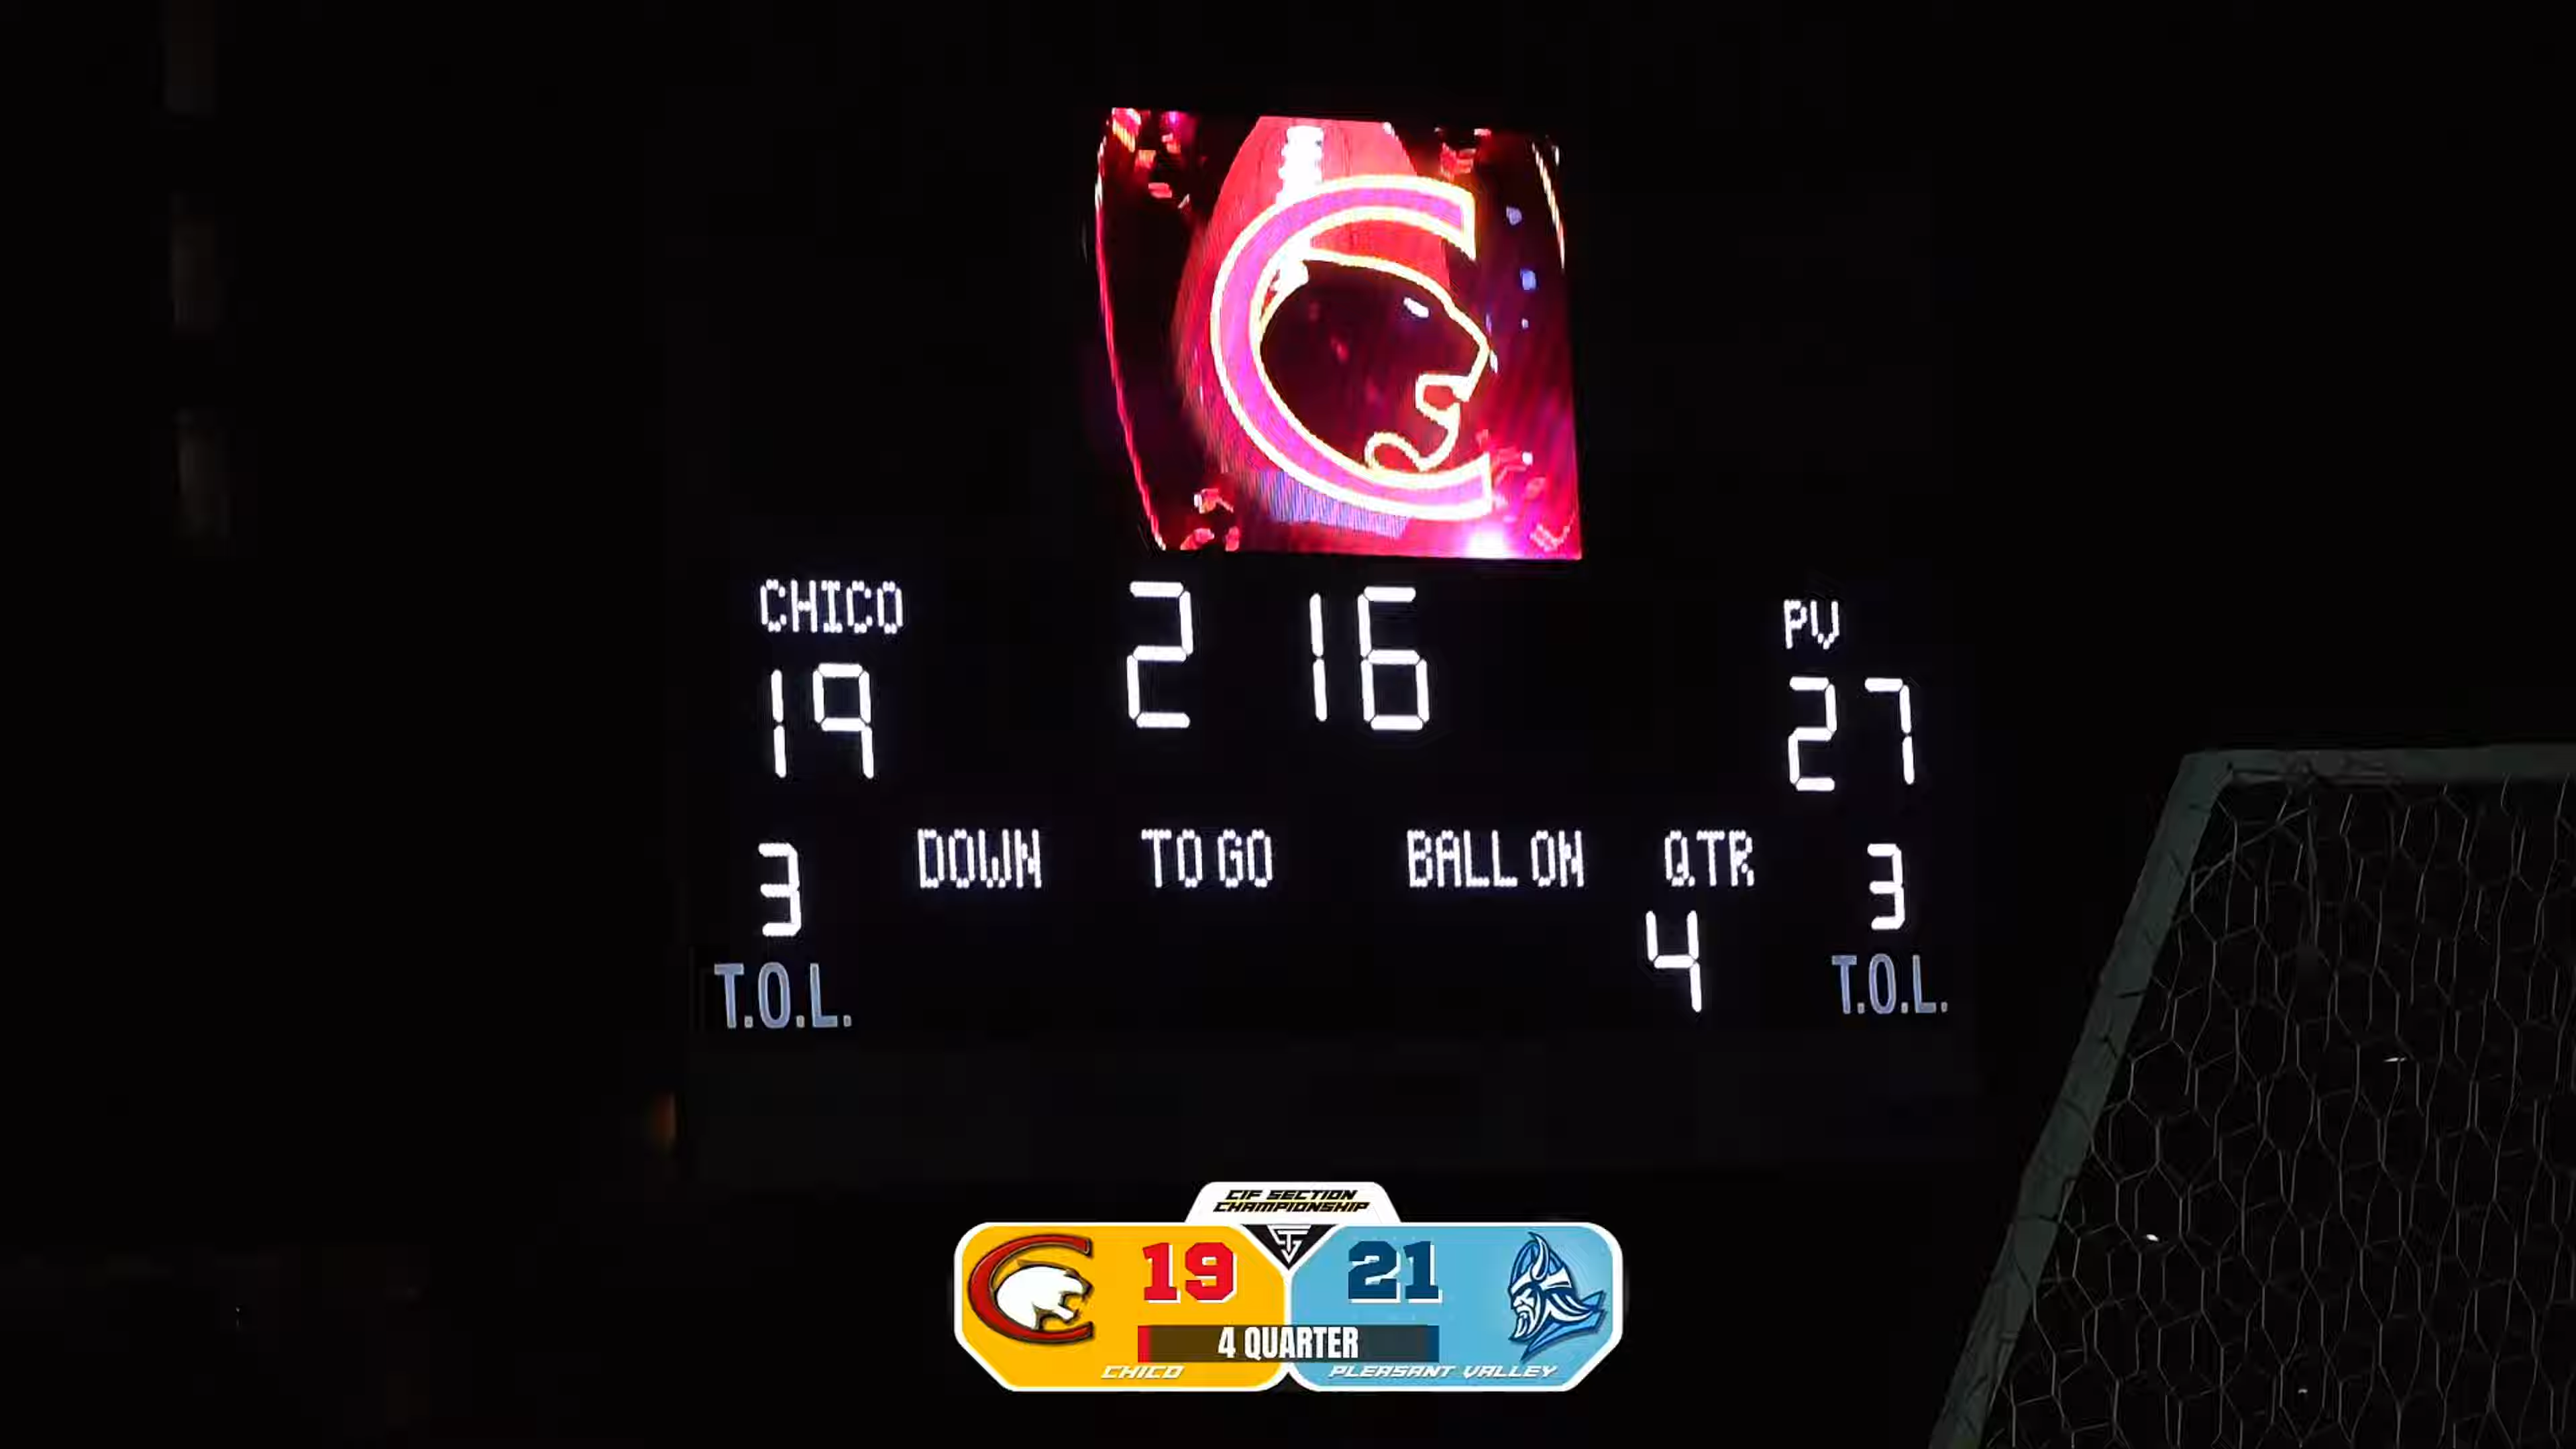 CHICO 2 16 PV
19 27
DOWN TO GO BALL ON QTR
3 4 3
T.O.L. T.O.L.
CIF SECTION
CHAMPIONSHIP
19 21
4 QUARTER
CHICO PLEASANT VALLEY